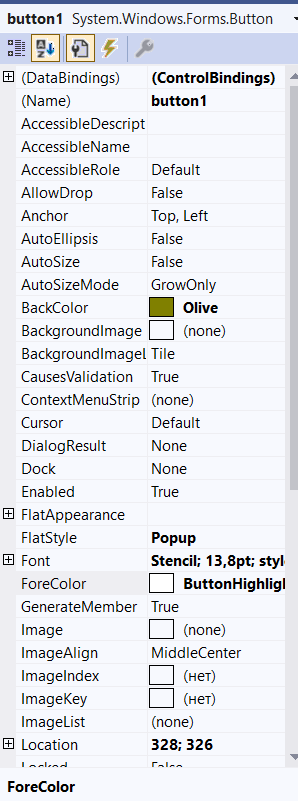 button1 System.Windows.Forms.Button
(DataBindings) (ControlBindings)
(Name) button1
AccessibleDescript
AccessibleName
AccessibleRole Default
AllowDrop False
Anchor Top, Left
AutoEllipsis False
AutoSize False
AutoSizeMode GrowOnly
BackColor Olive
BackgroundImage (none)
BackgroundImageL Tile
CausesValidation True
ContextMenuStrip (none)
Cursor Default
DialogResult None
Dock None
Enabled True
FlatAppearance
FlatStyle Popup
Font Stencil; 13,8pt; style
ForeColor ButtonHighligh
GenerateMember True
Image (none)
ImageAlign MiddleCenter
ImageIndex (нет)
ImageKey (нет)
ImageList (none)
Location 328; 326
Locked False
ForeColor